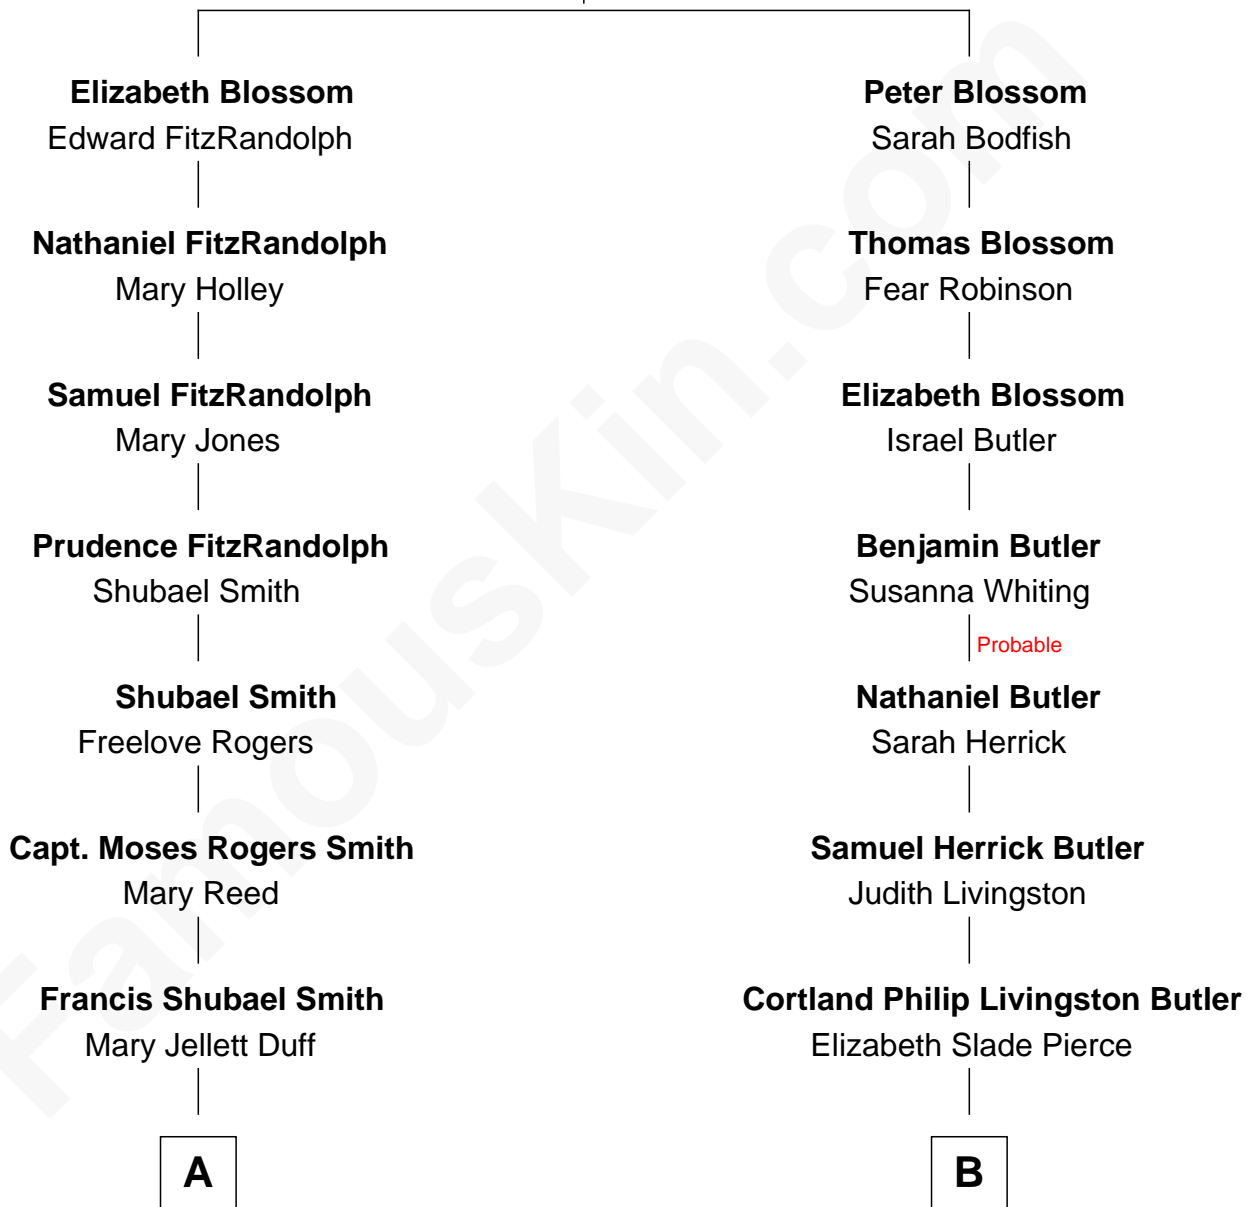 Elizabeth Blossom
Edward FitzRandolph
Nathaniel FitzRandolph
Mary Holley
Samuel FitzRandolph
Mary Jones
Prudence FitzRandolph
Shubael Smith
Shubael Smith
Freelove Rogers
Capt. Moses Rogers Smith
Mary Reed
Francis Shubael Smith
Mary Jellett Duff
A
Peter Blossom
Sarah Bodfish
Thomas Blossom
Fear Robinson
Elizabeth Blossom
Israel Butler
Benjamin Butler
Susanna Whiting
Probable
Nathaniel Butler
Sarah Herrick
Samuel Herrick Butler
Judith Livingston
Cortland Philip Livingston Butler
Elizabeth Slade Pierce
B
FamousKin.com